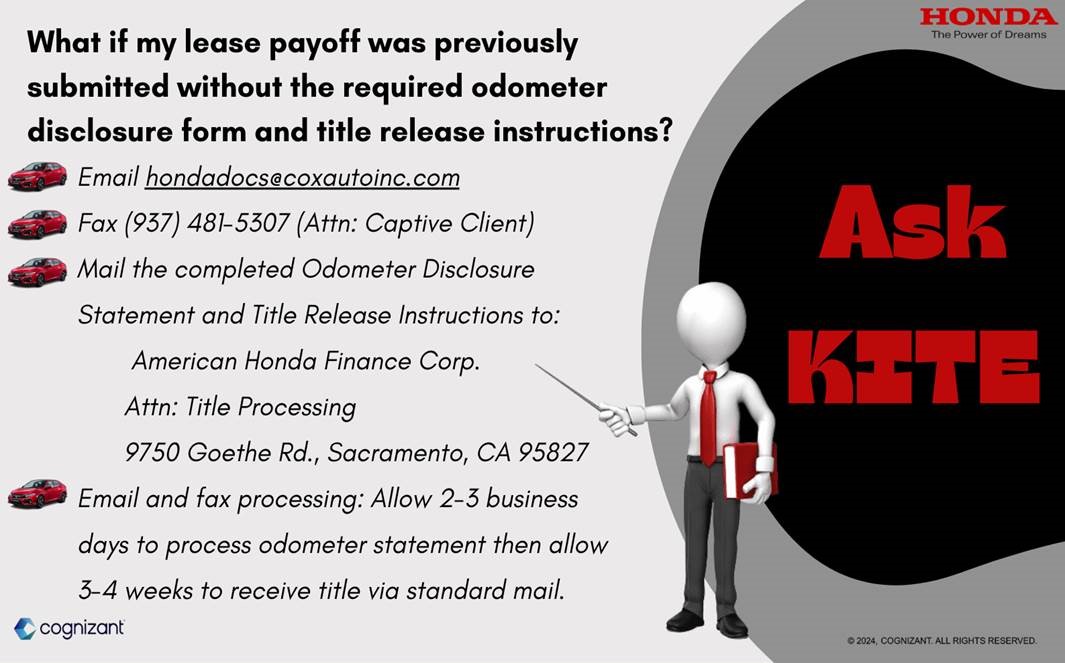 What if my lease payoff was previously
submitted without the required odometer
disclosure form and title release instructions?
Email hondadocs@coxautoinc.com
Fax (937) 481-5307 (Attn: Captive Client)
Mail the completed Odometer Disclosure
Statement and Title Release Instructions to:
American Honda Finance Corp.
Attn: Title Processing
9750 Goethe Rd., Sacramento, CA 95827
Email and fax processing: Allow 2-3 business
days to process odometer statement then allow
3-4 weeks to receive title via standard mail.
cognizant
HONDA
The Power of Dreams
Ask
KITE
© 2024, COGNIZANT. ALL RIGHTS RESERVED.